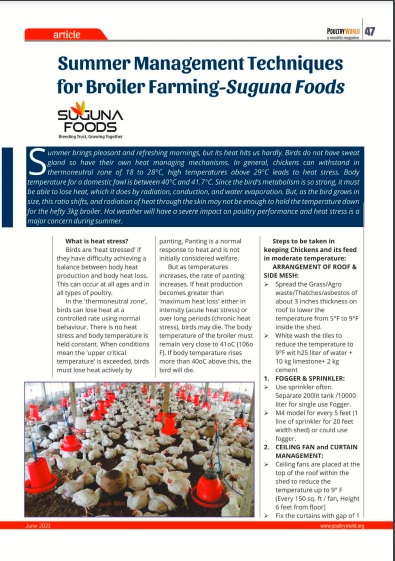 article
POULTRYWORLD
a monthly magazine
47
Summer Management Techniques
for Broiler Farming-Suguna Foods
SUGUNA
FOODS
Breeding Trust, Growing Together
Summer brings pleasant and refreshing mornings, but its heat hits us hardly. Birds do not have sweat
gland so have their own heat managing mechanisms. In general, chickens can withstand in
thermoneutral zone of 18 to 28°C, high temperatures above 29°C leads to heat stress. Body
temperature for a domestic fowl is between 40°C and 41.7°C. Since the bird's metabolism is so strong, it must
be able to lose heat, which it does by radiation, conduction, and water evaporation. But, as the bird grows in
size, this ratio shifts, and radiation of heat through the skin may not be enough to hold the temperature down
for the hefty 3kg broiler. Hot weather will have a severe impact on poultry performance and heat stress is a
major concern during summer.
What is heat stress?
Birds are 'heat stressed' if
they have difficulty achieving a
balance between body heat
production and body heat loss.
This can occur at all ages and in
all types of poultry.
In the 'thermoneutral zone',
birds can lose heat at a
controlled rate using normal
behaviour. There is no heat
stress and body temperature is
held constant. When conditions
mean the 'upper critical
temperature' is exceeded, birds
must lose heat actively by
panting. Panting is a normal
response to heat and is not
initially considered welfare.
But as temperatures
increases, the rate of panting
increases. If heat production
becomes greater than
'maximum heat loss' either in
intensity (acute heat stress) or
over long periods (chronic heat
stress), birds may die. The body
temperature of the broiler must
remain very close to 41oC (106o
F). If body temperature rises
more than 40oC above this, the
bird will die.
Steps to be taken in
keeping Chickens and its feed
in moderate temperature:
ARRANGEMENT OF ROOF &
SIDE MESH:
➢ Spread the Grass/Agro
waste/Thatches/asbestos of
about 3 inches thickness on
roof to lower the
temperature from 5°F to 9°F
inside the shed.
➢ White wash the tiles to
reduce the temperature to
9°F wit h25 liter of water +
10 kg limestone+ 2 kg
cement
1. FOGGER & SPRINKLER:
➢ Use sprinkler often.
Separate 200lit tank /10000
liter for single use Fogger.
➢ M4 model for every 5 feet (1
line of sprinkler for 20 feet
width shed) or could use
fogger.
2. CEILING FAN and CURTAIN
MANAGEMENT:
➢ Ceiling fans are placed at the
top of the roof within the
shed to reduce the
temperature up to 9° F
(Every 150 sq. ft / fan, Height
6 feet from floor]
➢ Fix the curtains with gap of 1
June 2021
www.poultryworld.org